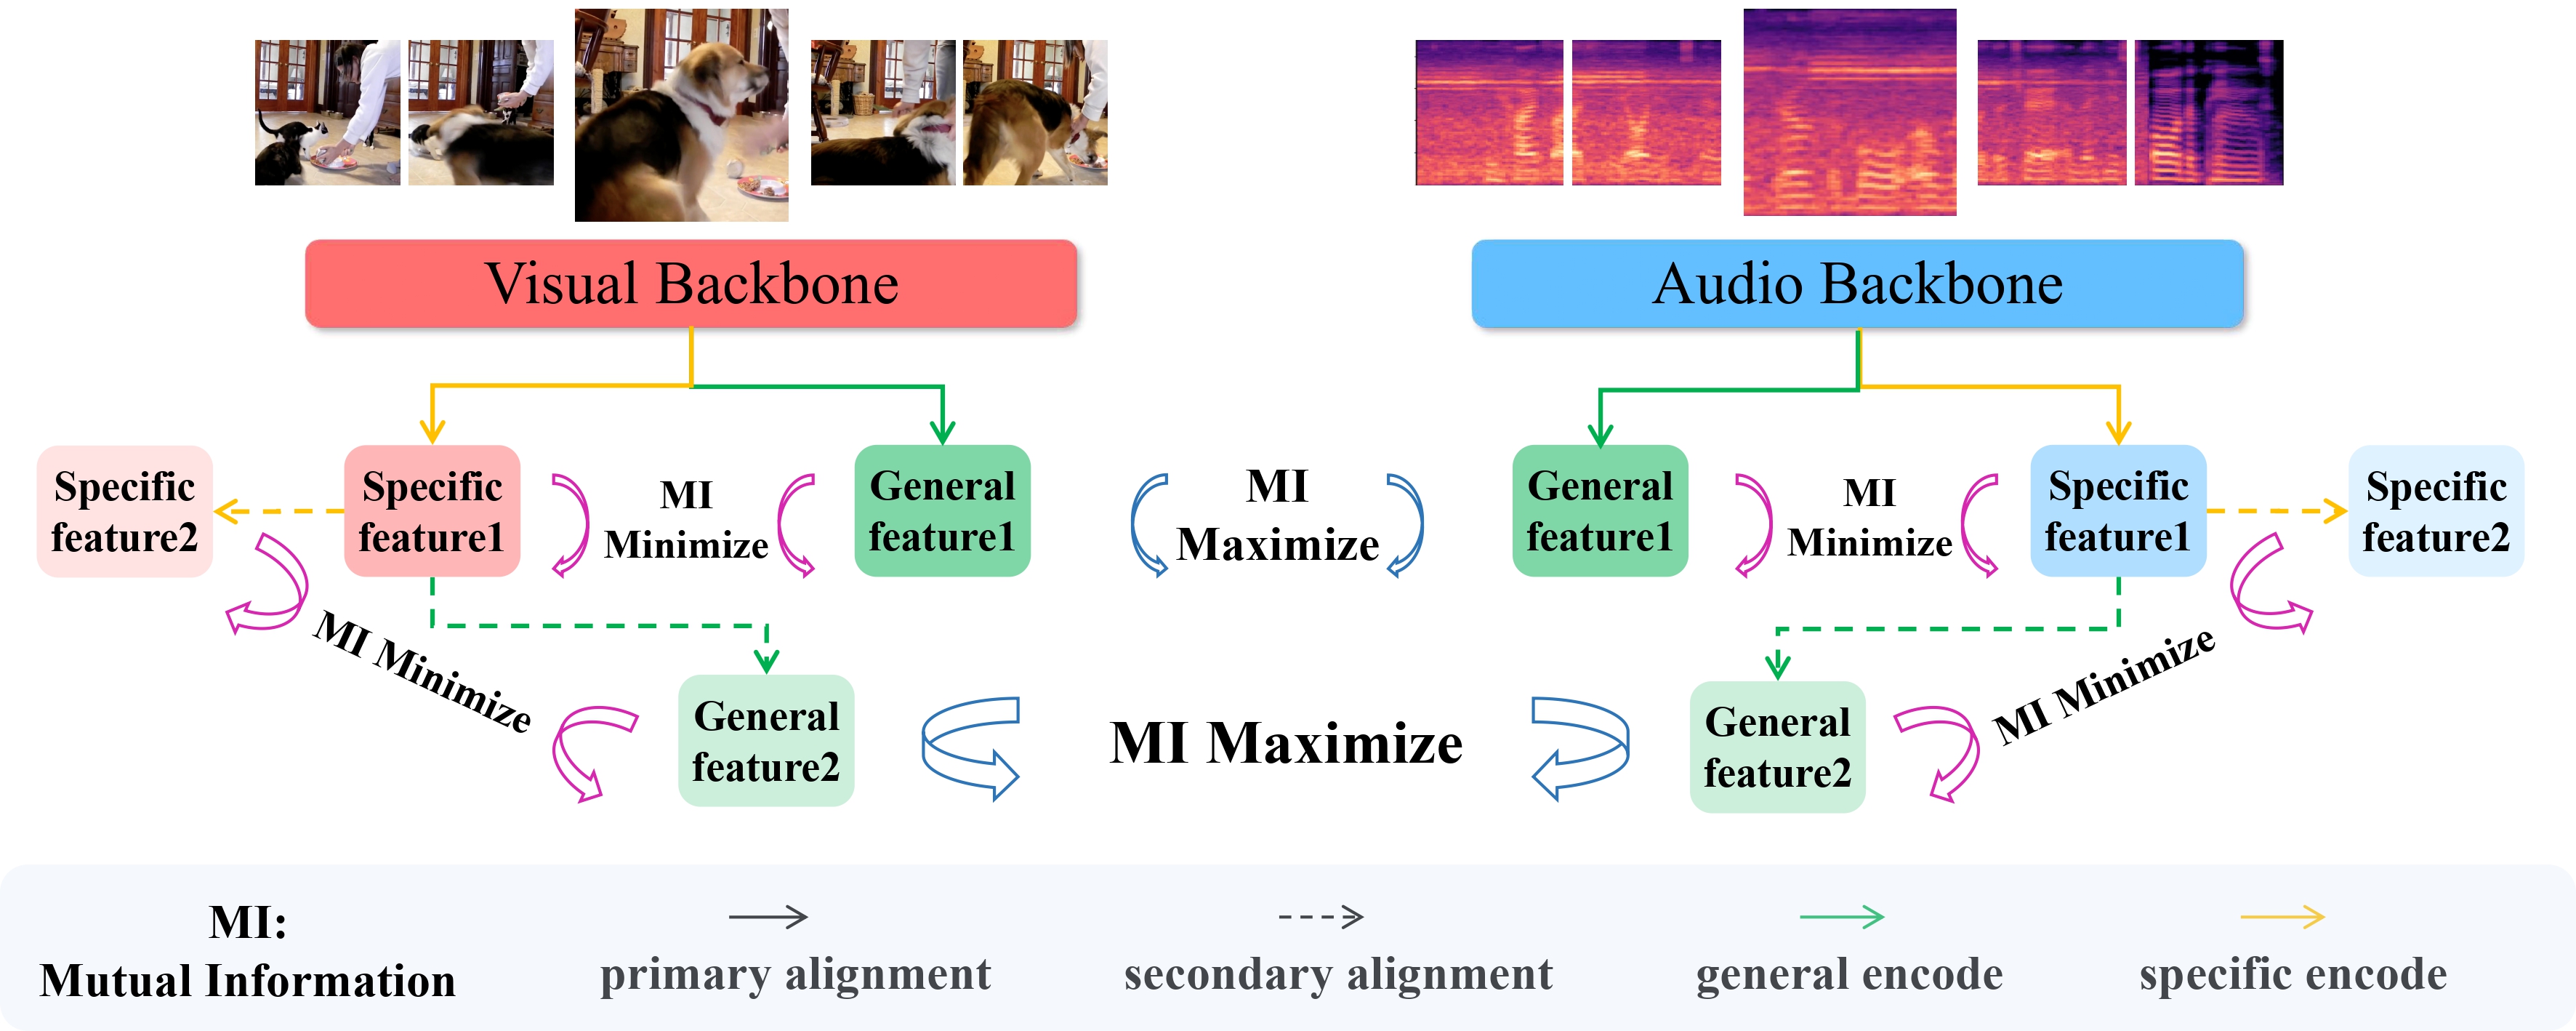 Visual Backbone
Audio Backbone
Specific
feature2
Specific
feature1
MI
Minimize
General
feature1
MI
Maximize
General
feature1
MI
Minimize
Specific
feature1
Specific
feature2
MI Minimize
General
feature2
MI Maximize
General
feature2
MI Minimize
MI:
Mutual Information
primary alignment
secondary alignment
general encode
specific encode